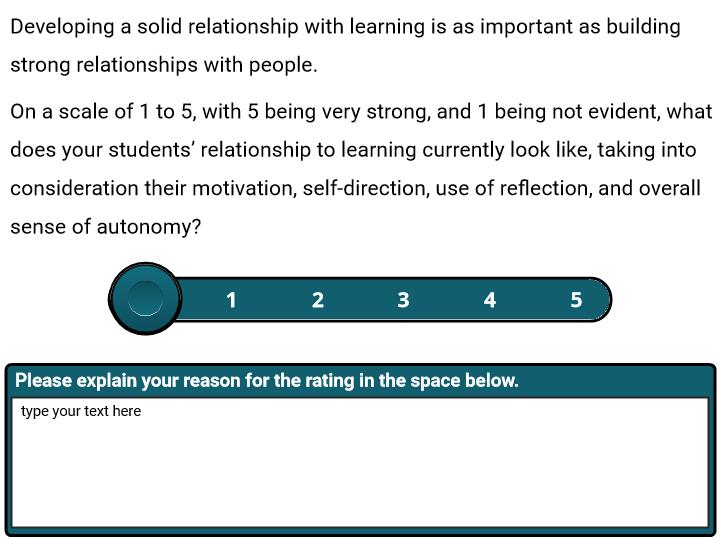 Developing a solid relationship with learning is as important as building
strong relationships with people.
On a scale of 1 to 5, with 5 being very strong, and 1 being not evident, what
does your students’ relationship to learning currently look like, taking into
consideration their motivation, self-direction, use of reflection, and overall
sense of autonomy?
1 2 3 4 5
Please explain your reason for the rating in the space below.
type your text here